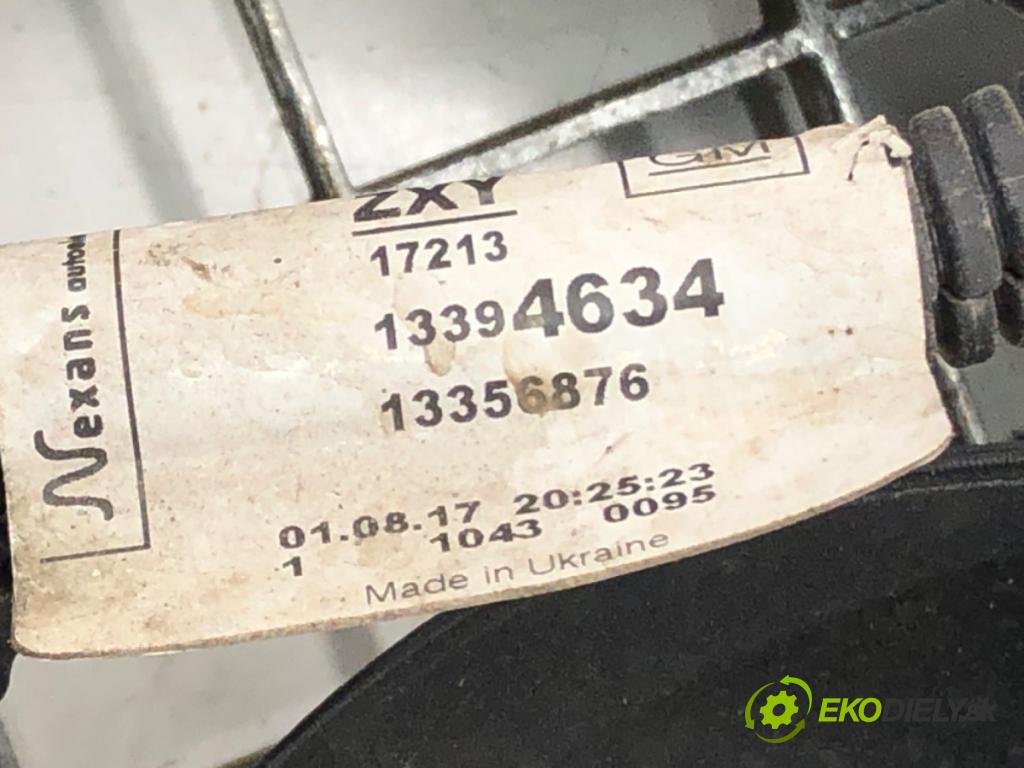 Nexans
ZXY
GM
17213
13394634
13356876
01.08.17 20:25:23
1 1043 0095
Made in Ukraine
EKODIELY.sk